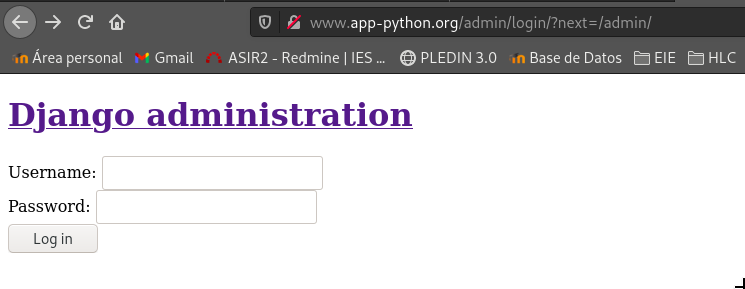 www.app-python.org/admin/login/?next=/admin/
Área personal Gmail ASIR2 - Redmine | IES ... PLEDIN 3.0 Base de Datos EIE HLC
Django administration
Username:
Password:
Log in